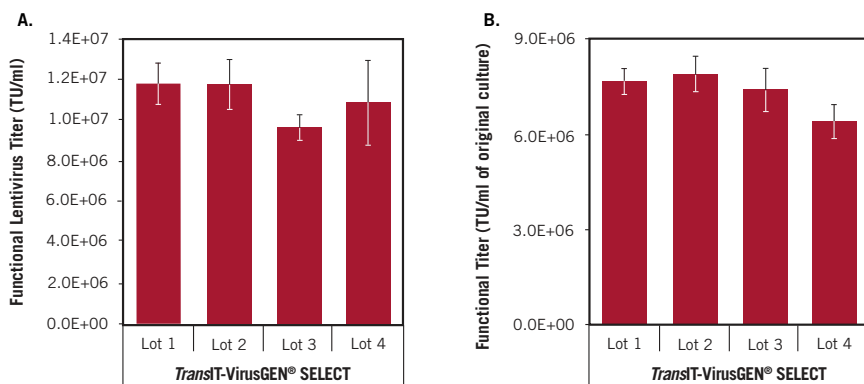 A.
Functional Lentivirus Titer (TU/ml)
1.4E+07
1.2E+07
1.0E+07
8.0E+06
6.0E+06
4.0E+06
2.0E+06
0.0E+00
Lot 1 Lot 2 Lot 3 Lot 4
TransIT-VirusGEN® SELECT
B.
Functional Titer (TU/ml of original culture)
9.0E+06
6.0E+06
3.0E+06
0.0E+00
Lot 1 Lot 2 Lot 3 Lot 4
TransIT-VirusGEN® SELECT